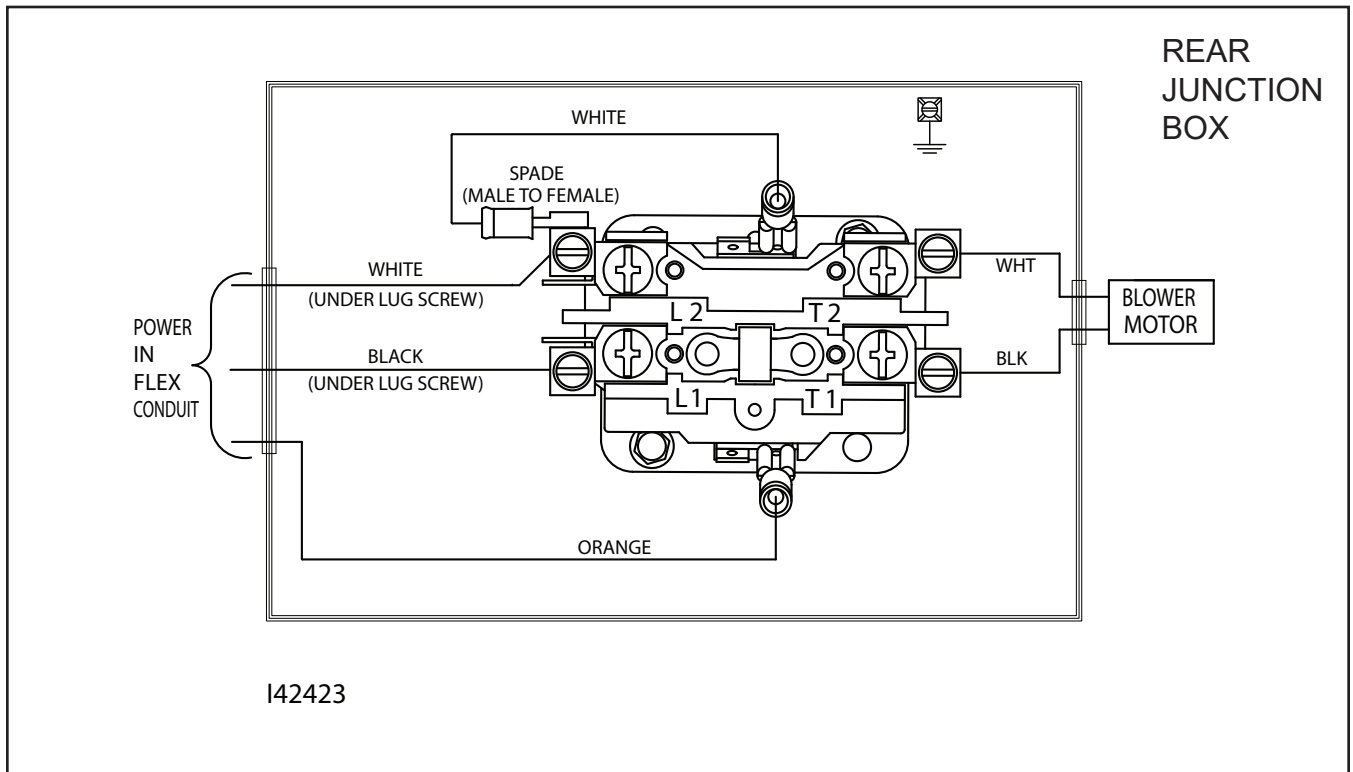 REAR
JUNCTION
BOX
WHITE
SPADE
(MALE TO FEMALE)
WHITE
(UNDER LUG SCREW)
WHT
L 2
T 2
BLOWER
MOTOR
POWER
IN
FLEX
CONDUIT
BLACK
(UNDER LUG SCREW)
BLK
L 1
T 1
ORANGE
I42423